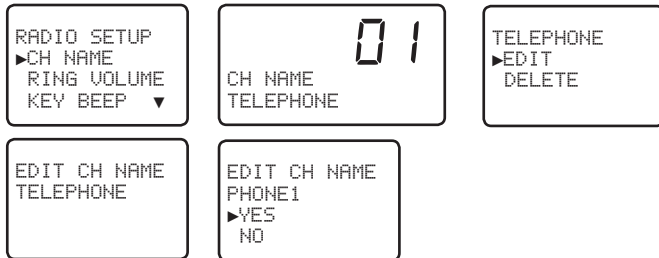 RADIO SETUP
►CH NAME
RING VOLUME
KEY BEEP ▼
01
CH NAME
TELEPHONE
TELEPHONE
►EDIT
DELETE
EDIT CH NAME
TELEPHONE
EDIT CH NAME
PHONE1
►YES
NO